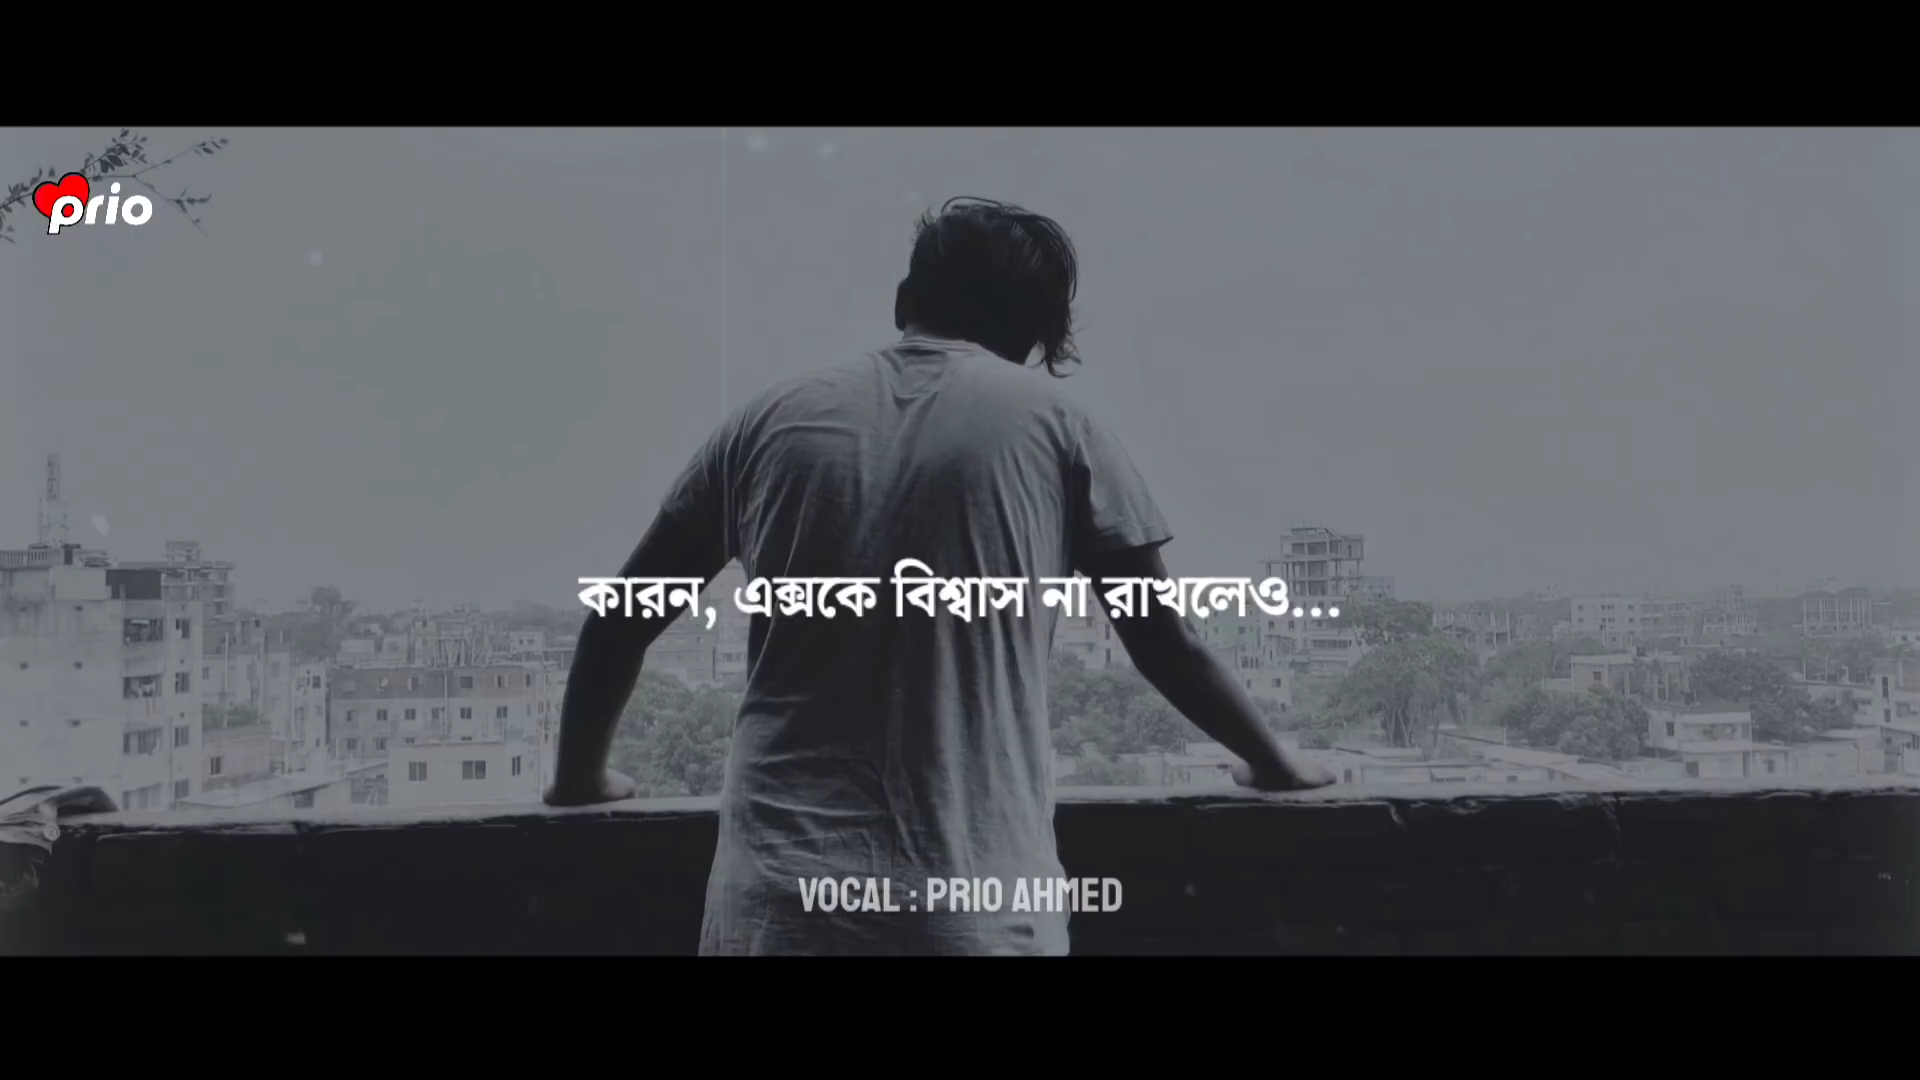 prio
কারন, এক্সকে বিশ্বাস না রাখলেও...
VOCAL : PRIO AHMED